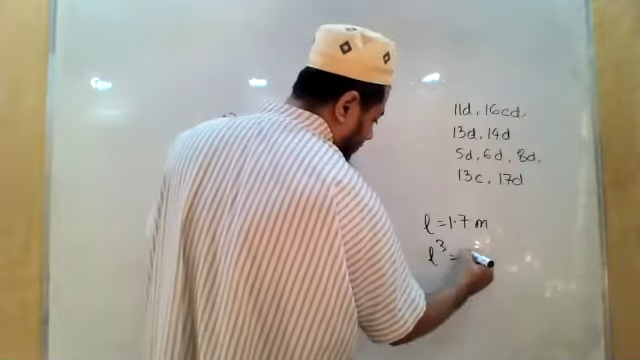 11d, 16cd,
13d, 14d
5d, 6d, 8d,
13c, 17d
l = 1.7 m
l³ =